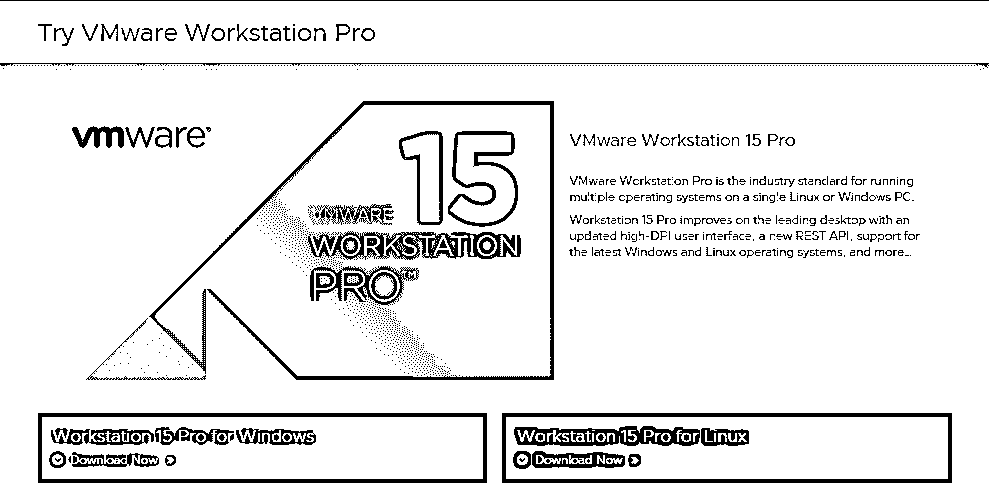 Try VMware Workstation Pro
vmware®
15
VMWARE
WORKSTATION
PRO™
VMware Workstation 15 Pro
VMware Workstation Pro is the industry standard for running
multiple operating systems on a single Linux or Windows PC.
Workstation 15 Pro improves on the leading desktop with an
updated high-DPI user interface, a new REST API, support for
the latest Windows and Linux operating systems, and more...
Workstation 15 Pro for Windows
Download Now
Workstation 15 Pro for Linux
Download Now